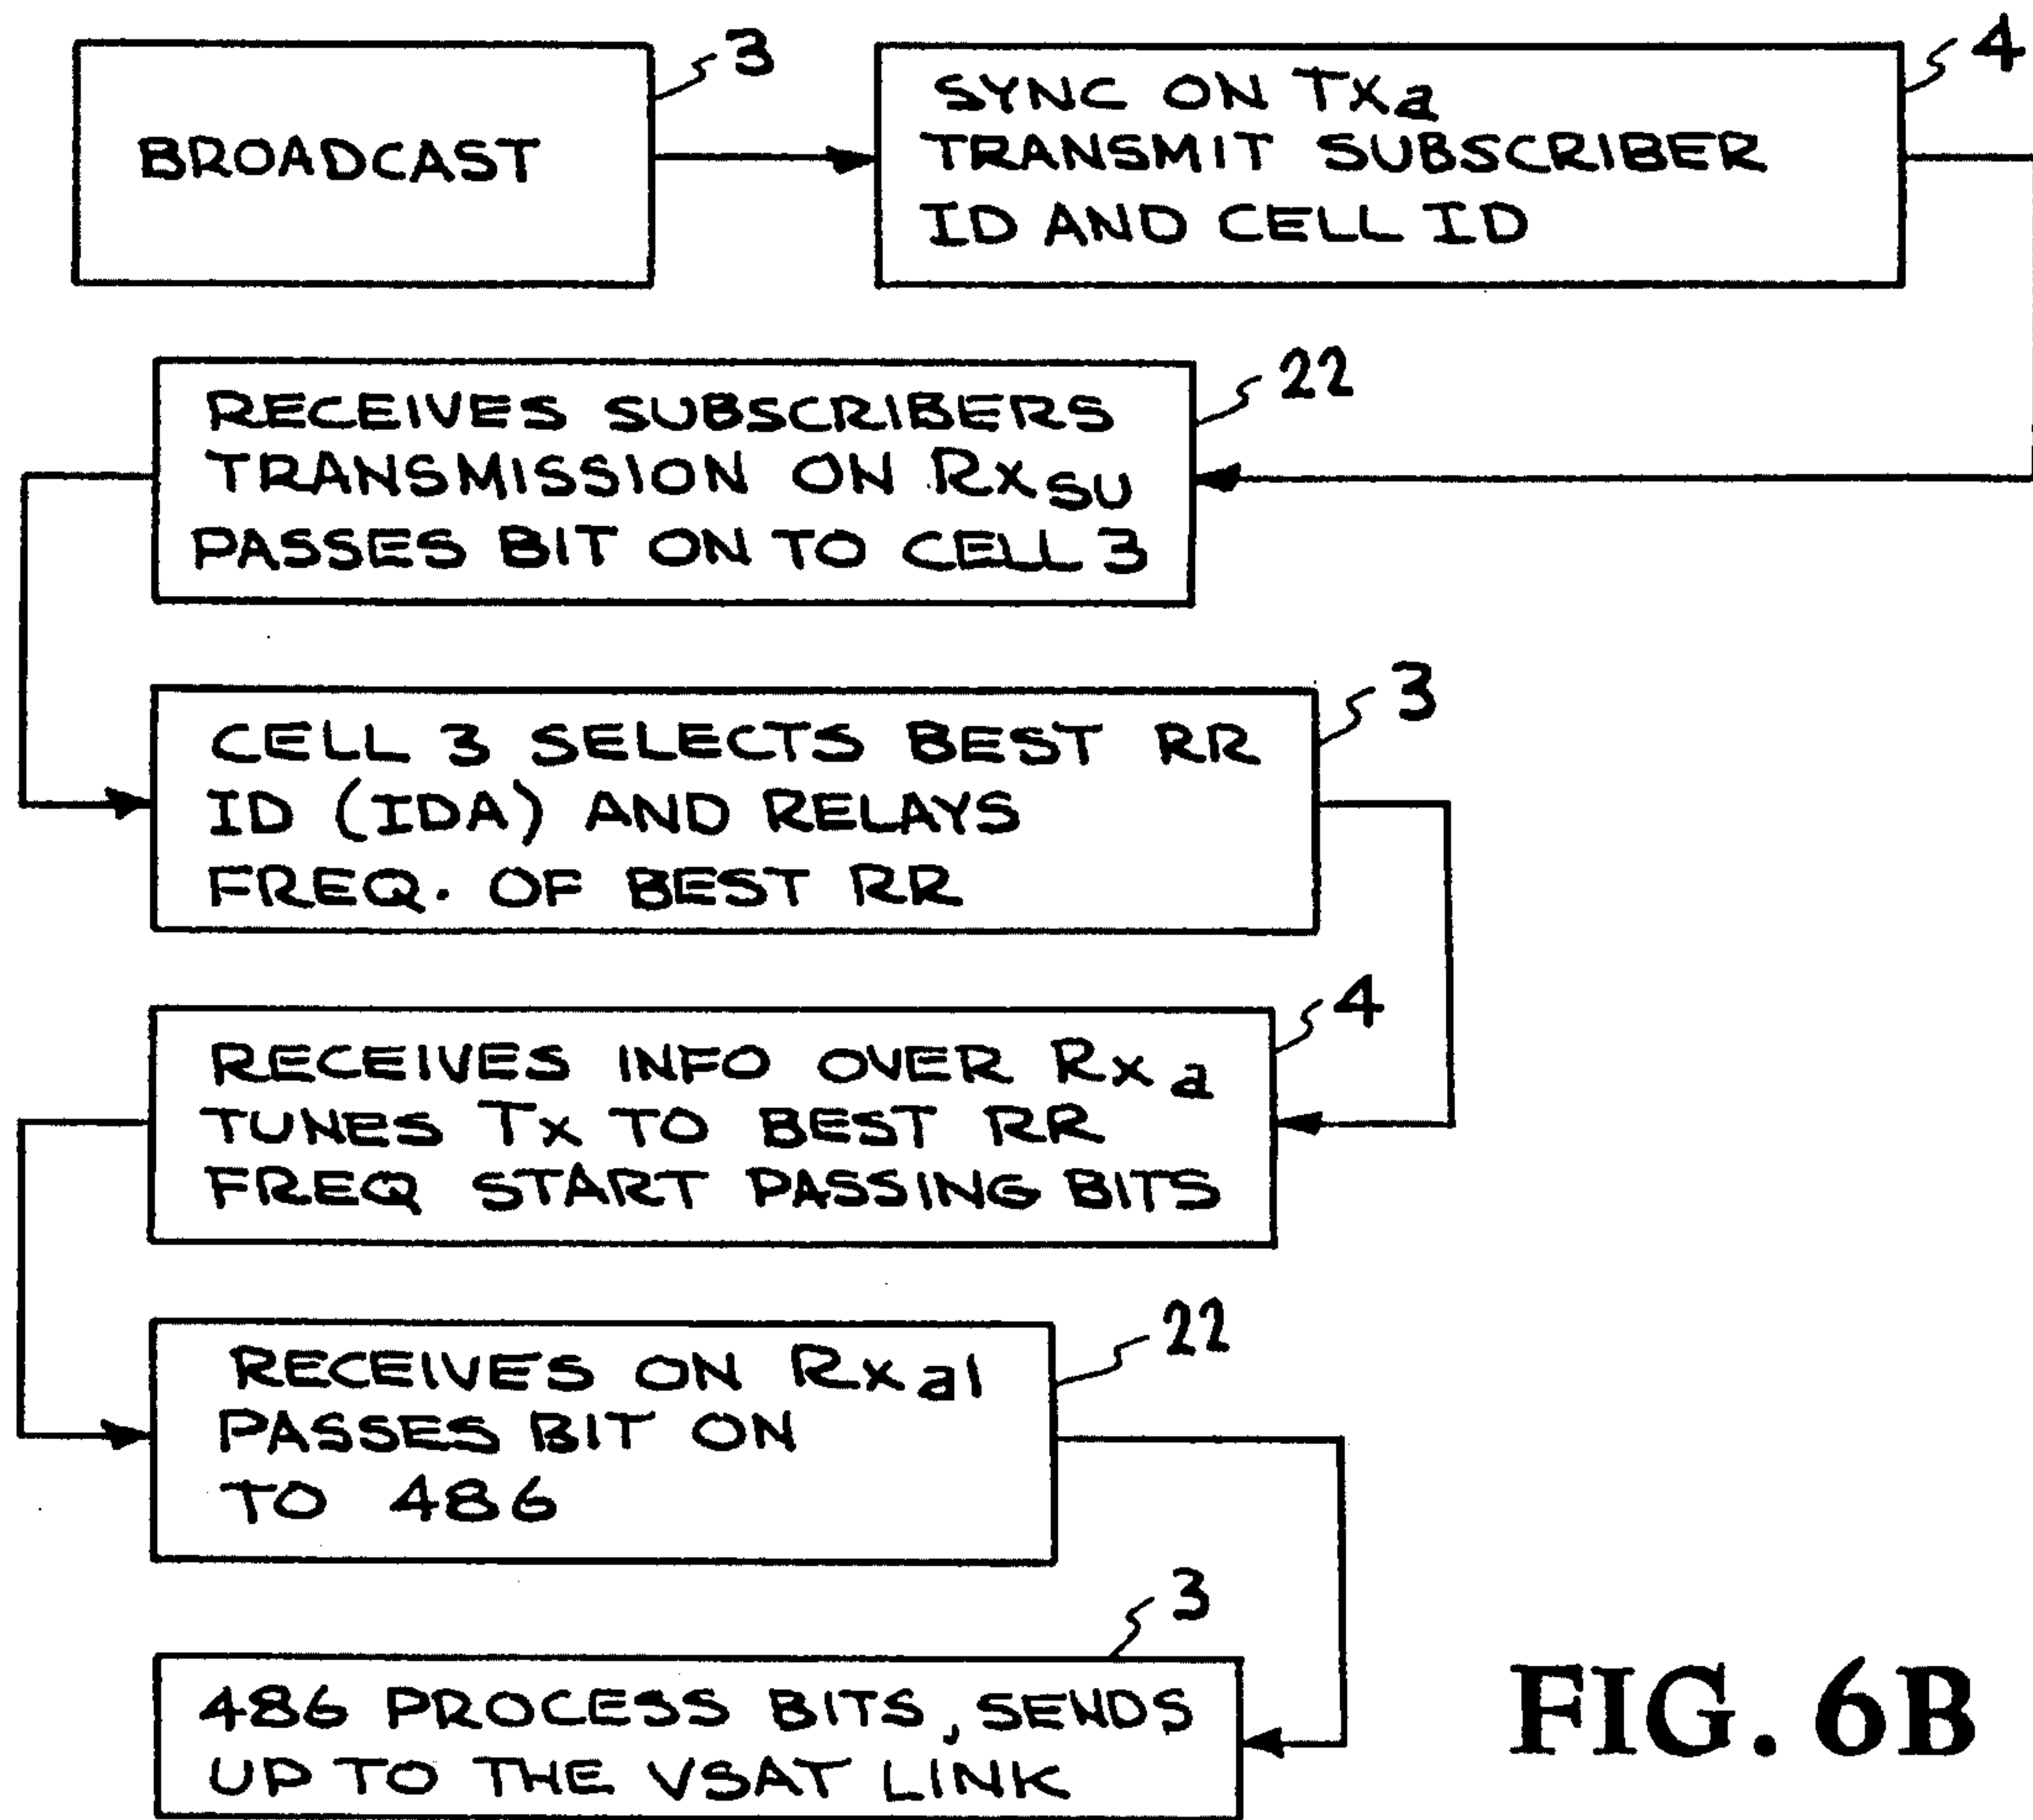 3
BROADCAST
4
SYNC ON Txa
TRANSMIT SUBSCRIBER
ID AND CELL ID
22
RECEIVES SUBSCRIBERS
TRANSMISSION ON RxSU
PASSES BIT ON TO CELL 3
3
CELL 3 SELECTS BEST RR
ID (IDA) AND RELAYS
FREQ. OF BEST RR
4
RECEIVES INFO OVER Rxa
TUNES Tx TO BEST RR
FREQ START PASSING BITS
22
RECEIVES ON Rxa1
PASSES BIT ON
TO 486
3
486 PROCESS BITS, SENDS
UP TO THE VSAT LINK
FIG. 6B